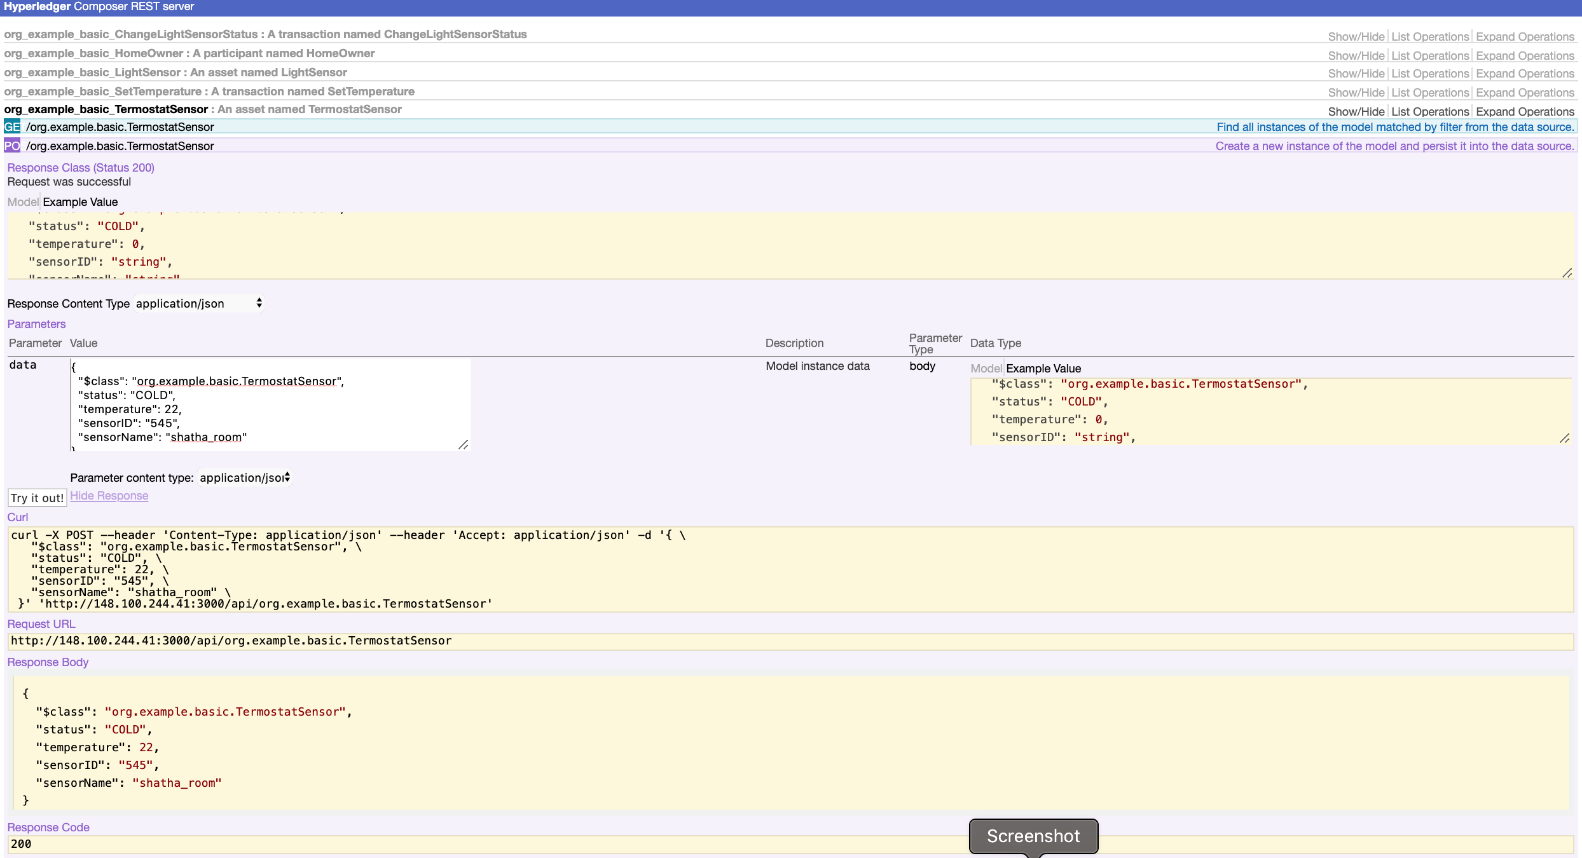 Hyperledger Composer REST server
org_example_basic_ChangeLightSensorStatus : A transaction named ChangeLightSensorStatus Show/Hide List Operations Expand Operations
org_example_basic_HomeOwner : A participant named HomeOwner Show/Hide List Operations Expand Operations
org_example_basic_LightSensor : An asset named LightSensor Show/Hide List Operations Expand Operations
org_example_basic_SetTemperature : A transaction named SetTemperature Show/Hide List Operations Expand Operations
org_example_basic_TermostatSensor : An asset named TermostatSensor Show/Hide List Operations Expand Operations
GE /org.example.basic.TermostatSensor Find all instances of the model matched by filter from the data source.
PO /org.example.basic.TermostatSensor Create a new instance of the model and persist it into the data source.
Response Class (Status 200)
Request was successful
Model Example Value
"status": "COLD",
"temperature": 0,
"sensorID": "string",
"sensorName": "string"
Response Content Type application/json
Parameters
Parameter Value Description Parameter Type Data Type
data
{
"$class": "org.example.basic.TermostatSensor",
"status": "COLD",
"temperature": 22,
"sensorID": "545",
"sensorName": "shatha_room"
}
Model instance data
body
Model Example Value
"$class": "org.example.basic.TermostatSensor",
"status": "COLD",
"temperature": 0,
"sensorID": "string",
Parameter content type: application/json
Try it out! Hide Response
Curl
curl -X POST --header 'Content-Type: application/json' --header 'Accept: application/json' -d '{ \
"$class": "org.example.basic.TermostatSensor", \
"status": "COLD", \
"temperature": 22, \
"sensorID": "545", \
"sensorName": "shatha_room" \
}' 'http://148.100.244.41:3000/api/org.example.basic.TermostatSensor'
Request URL
http://148.100.244.41:3000/api/org.example.basic.TermostatSensor
Response Body
{
"$class": "org.example.basic.TermostatSensor",
"status": "COLD",
"temperature": 22,
"sensorID": "545",
"sensorName": "shatha_room"
}
Response Code
200
Screenshot